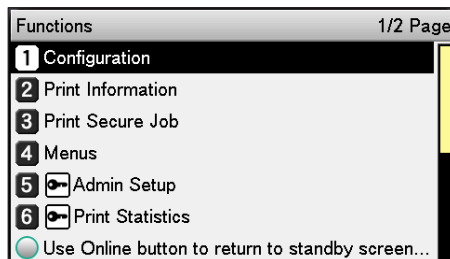 Functions 1/2 Page
1 Configuration
2 Print Information
3 Print Secure Job
4 Menus
5 Admin Setup
6 Print Statistics
Use Online button to return to standby screen...